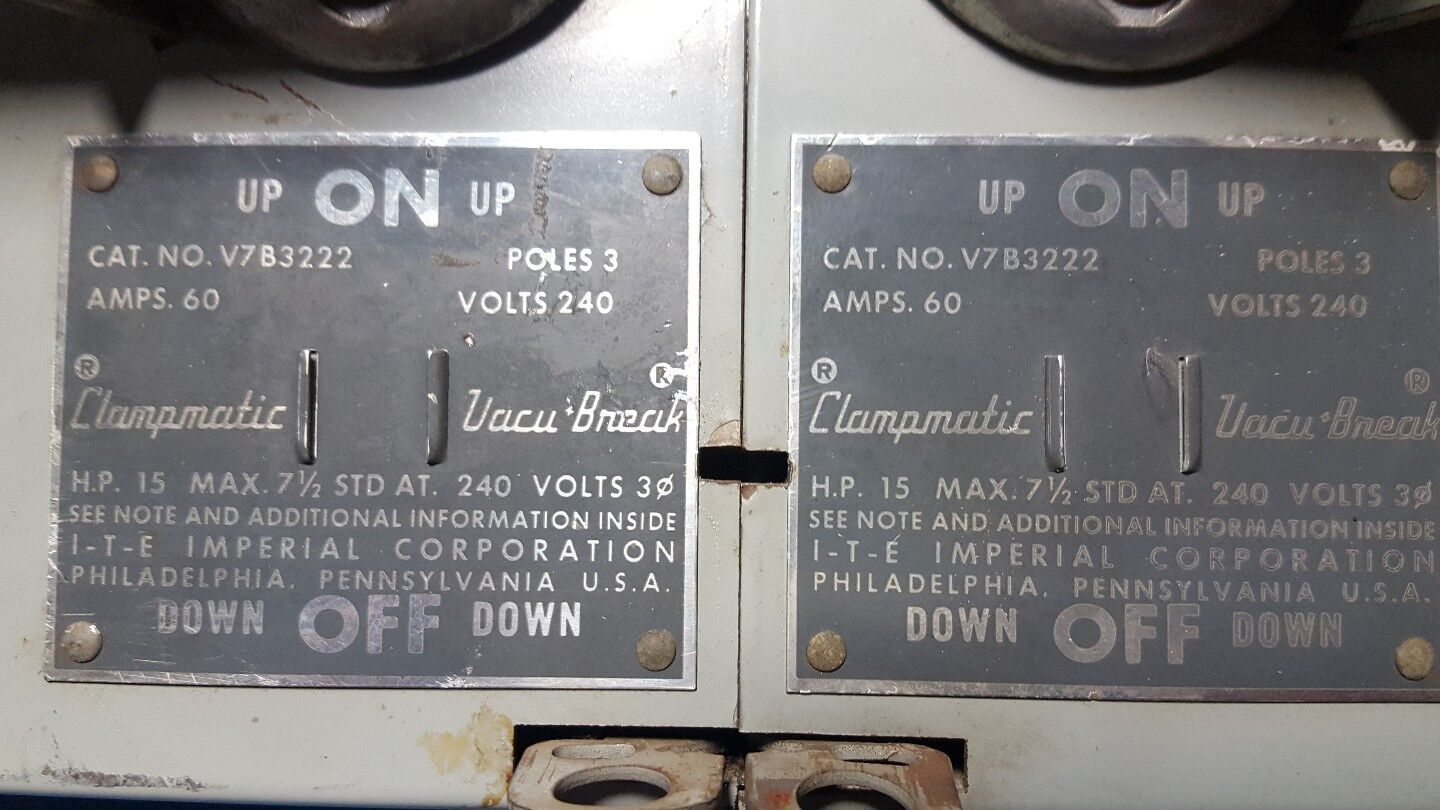 UP ON UP
CAT. NO. V7B3222 POLES 3
AMPS. 60 VOLTS 240
® ®
Clampmatic Vacu-Break
H.P. 15 MAX. 7½ STD AT. 240 VOLTS 3ø
SEE NOTE AND ADDITIONAL INFORMATION INSIDE
I-T-E IMPERIAL CORPORATION
PHILADELPHIA, PENNSYLVANIA U.S.A.
DOWN OFF DOWN
UP ON UP
CAT. NO. V7B3222 POLES 3
AMPS. 60 VOLTS 240
® ®
Clampmatic Vacu-Break
H.P. 15 MAX. 7½ STD AT. 240 VOLTS 3ø
SEE NOTE AND ADDITIONAL INFORMATION INSIDE
I-T-E IMPERIAL CORPORATION
PHILADELPHIA, PENNSYLVANIA U.S.A.
DOWN OFF DOWN